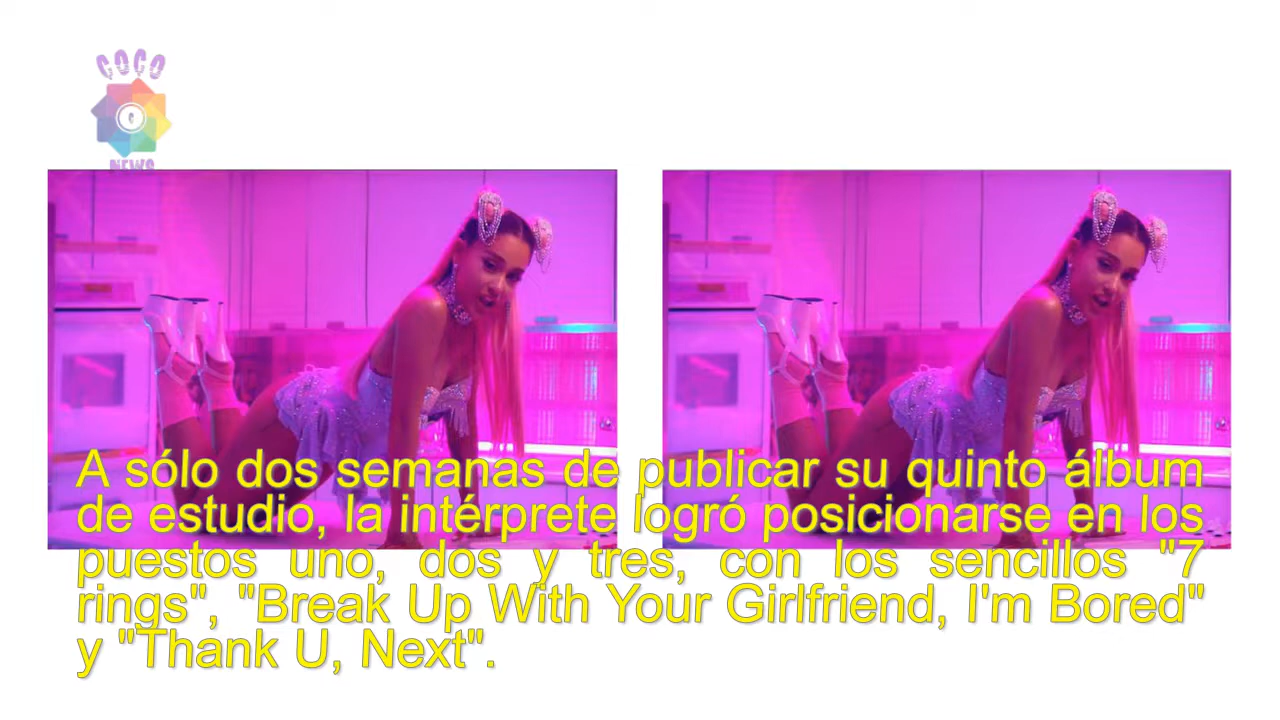 COCO
G
NEWS
A sólo dos semanas de publicar su quinto álbum
de estudio, la intérprete logró posicionarse en los
puestos uno, dos y tres, con los sencillos "7
rings", "Break Up With Your Girlfriend, I'm Bored"
y "Thank U, Next".